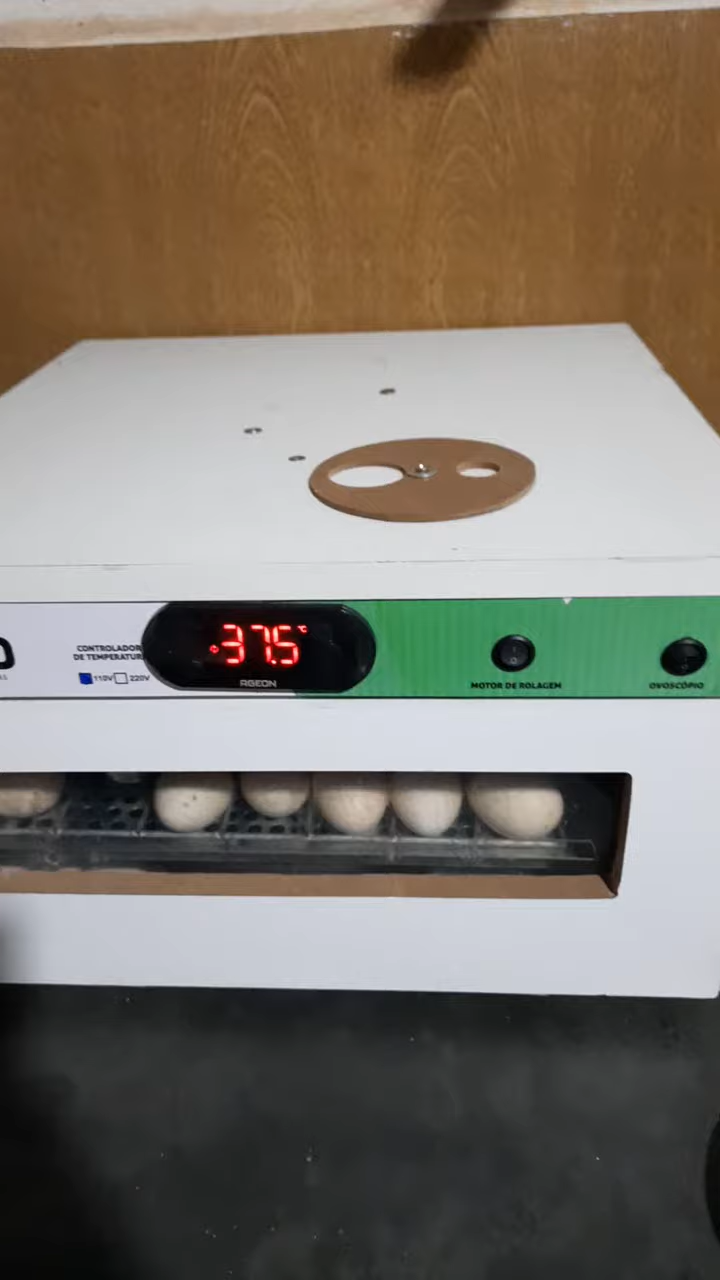 CONTROLADOR
DE TEMPERATURA
110V 220V
37.5 °C
AGEON
MOTOR DE ROLAGEM
OVOSCÓPIO